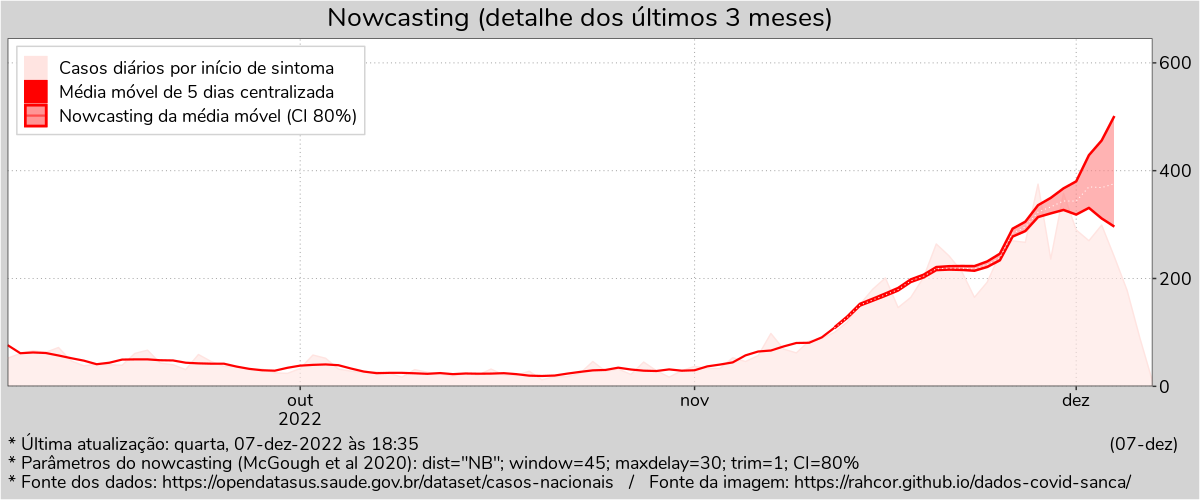 Nowcasting (detalhe dos últimos 3 meses)
Casos diários por início de sintoma
Média móvel de 5 dias centralizada
Nowcasting da média móvel (CI 80%)
600
400
200
0
out
2022
nov
dez
* Última atualização: quarta, 07-dez-2022 às 18:35
(07-dez)
* Parâmetros do nowcasting (McGough et al 2020): dist="NB"; window=45; maxdelay=30; trim=1; CI=80%
* Fonte dos dados: https://opendatasus.saude.gov.br/dataset/casos-nacionais / Fonte da imagem: https://rahcor.github.io/dados-covid-sanca/